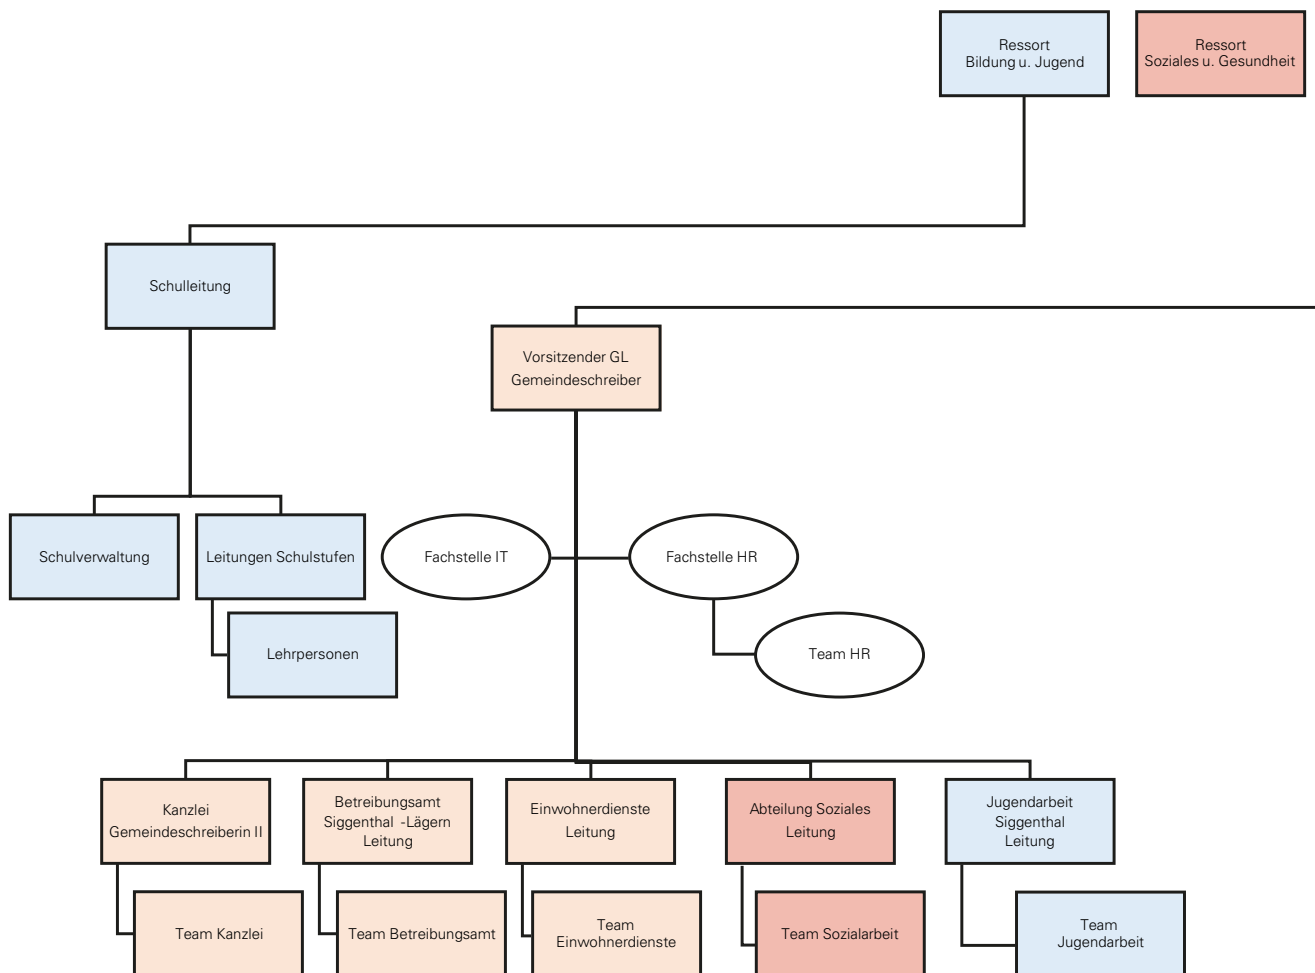 Ressort
Bildung u. Jugend
Ressort
Soziales u. Gesundheit
Schulleitung
Vorsitzender GL
Gemeindeschreiber
Schulverwaltung
Leitungen Schulstufen
Fachstelle IT
Fachstelle HR
Lehrpersonen
Team HR
Kanzlei
Gemeindeschreiberin II
Betreibungsamt
Siggenthal -Lägern
Leitung
Einwohnerdienste
Leitung
Abteilung Soziales
Leitung
Jugendarbeit
Siggenthal
Leitung
Team Kanzlei
Team Betreibungsamt
Team
Einwohnerdienste
Team Sozialarbeit
Team
Jugendarbeit